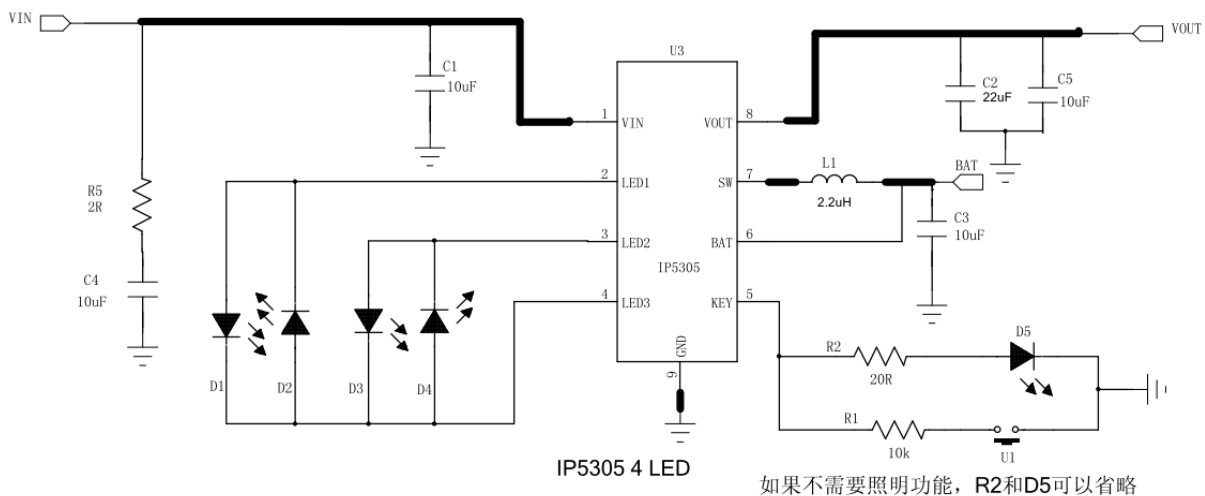 VIN
VOUT
U3
C1
10uF
C2
22uF
C5
10uF
1
VIN
VOUT
8
R5
2R
2
LED1
SW
7
L1
2.2uH
BAT
C3
10uF
3
LED2
BAT
6
IP5305
C4
10uF
4
LED3
KEY
5
GND
9
R2
20R
D5
D1
D2
D3
D4
R1
10k
U1
IP5305 4 LED
如果不需要照明功能，R2和D5可以省略